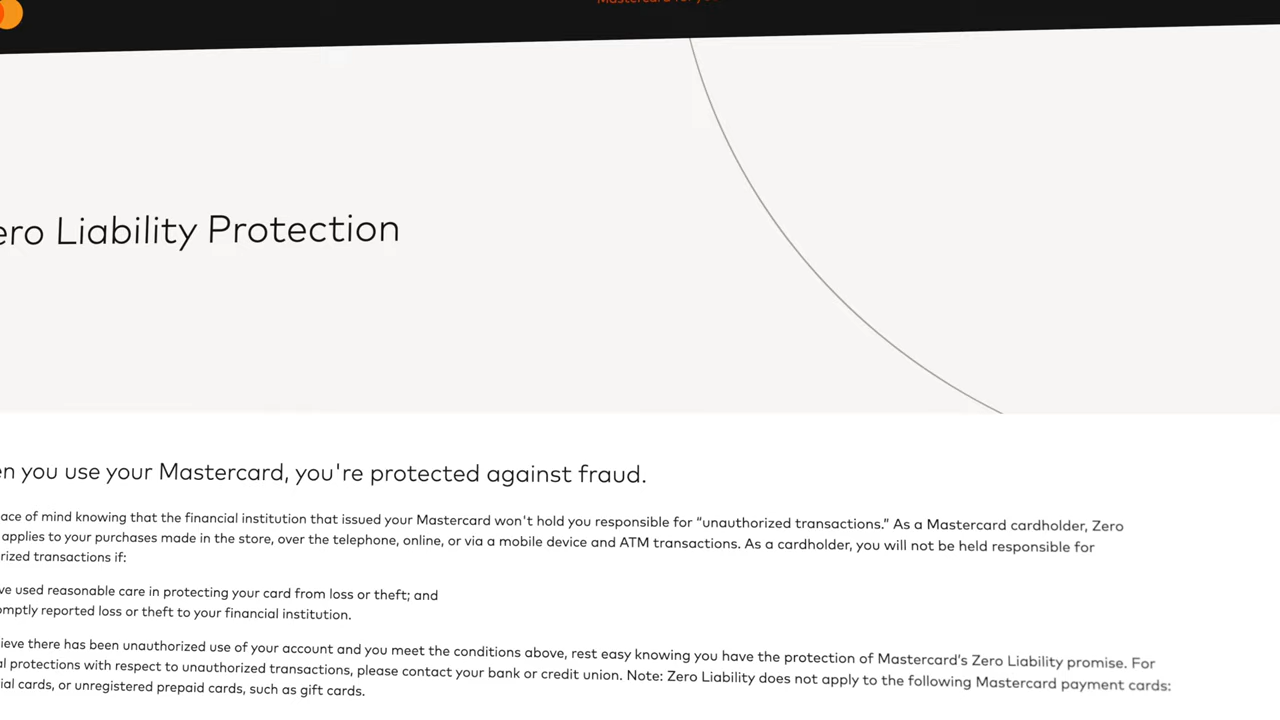 Mastercard for you
ero Liability Protection
en you use your Mastercard, you're protected against fraud.
ace of mind knowing that the financial institution that issued your Mastercard won't hold you responsible for “unauthorized transactions.” As a Mastercard cardholder, Zero
applies to your purchases made in the store, over the telephone, online, or via a mobile device and ATM transactions. As a cardholder, you will not be held responsible for
rized transactions if:
ve used reasonable care in protecting your card from loss or theft; and
omptly reported loss or theft to your financial institution.
ieve there has been unauthorized use of your account and you meet the conditions above, rest easy knowing you have the protection of Mastercard’s Zero Liability promise. For
al protections with respect to unauthorized transactions, please contact your bank or credit union. Note: Zero Liability does not apply to the following Mastercard payment cards:
ial cards, or unregistered prepaid cards, such as gift cards.